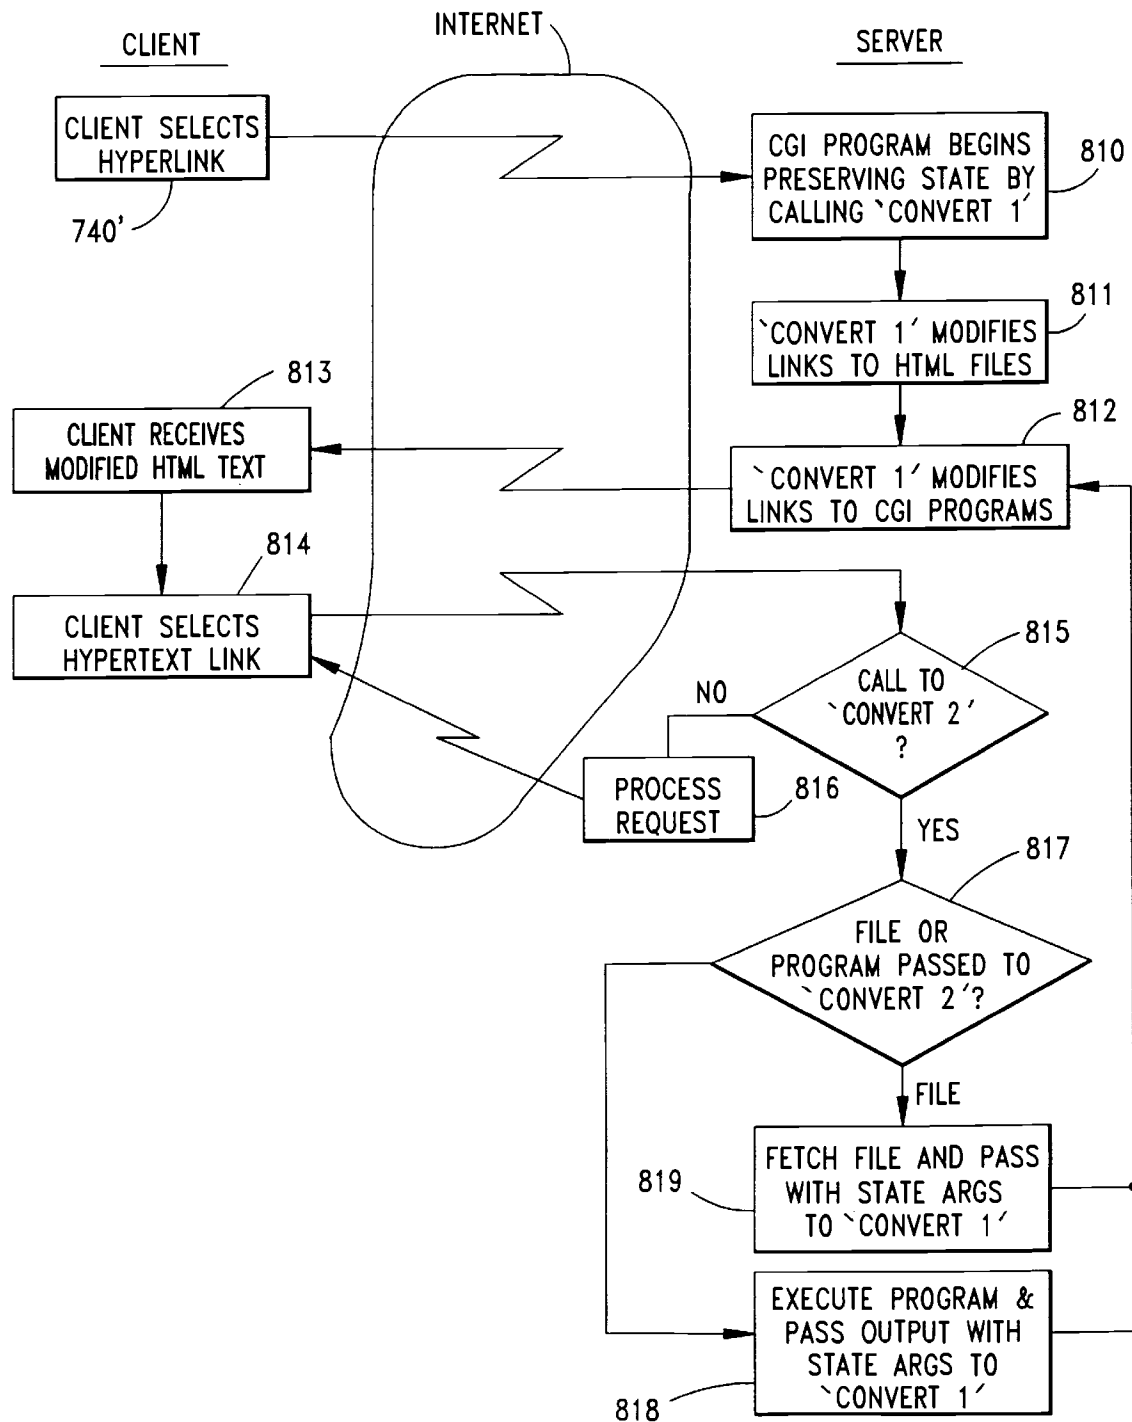 CLIENT
INTERNET
SERVER
CLIENT SELECTS
HYPERLINK
740'
CGI PROGRAM BEGINS
PRESERVING STATE BY
CALLING `CONVERT 1'
810
`CONVERT 1' MODIFIES
LINKS TO HTML FILES
811
813
CLIENT RECEIVES
MODIFIED HTML TEXT
812
`CONVERT 1' MODIFIES
LINKS TO CGI PROGRAMS
814
CLIENT SELECTS
HYPERTEXT LINK
815
CALL TO
`CONVERT 2'
?
NO
PROCESS
REQUEST
816
YES
817
FILE OR
PROGRAM PASSED TO
`CONVERT 2'?
FILE
FETCH FILE AND PASS
WITH STATE ARGS
TO `CONVERT 1'
819
EXECUTE PROGRAM &
PASS OUTPUT WITH
STATE ARGS TO
`CONVERT 1'
818